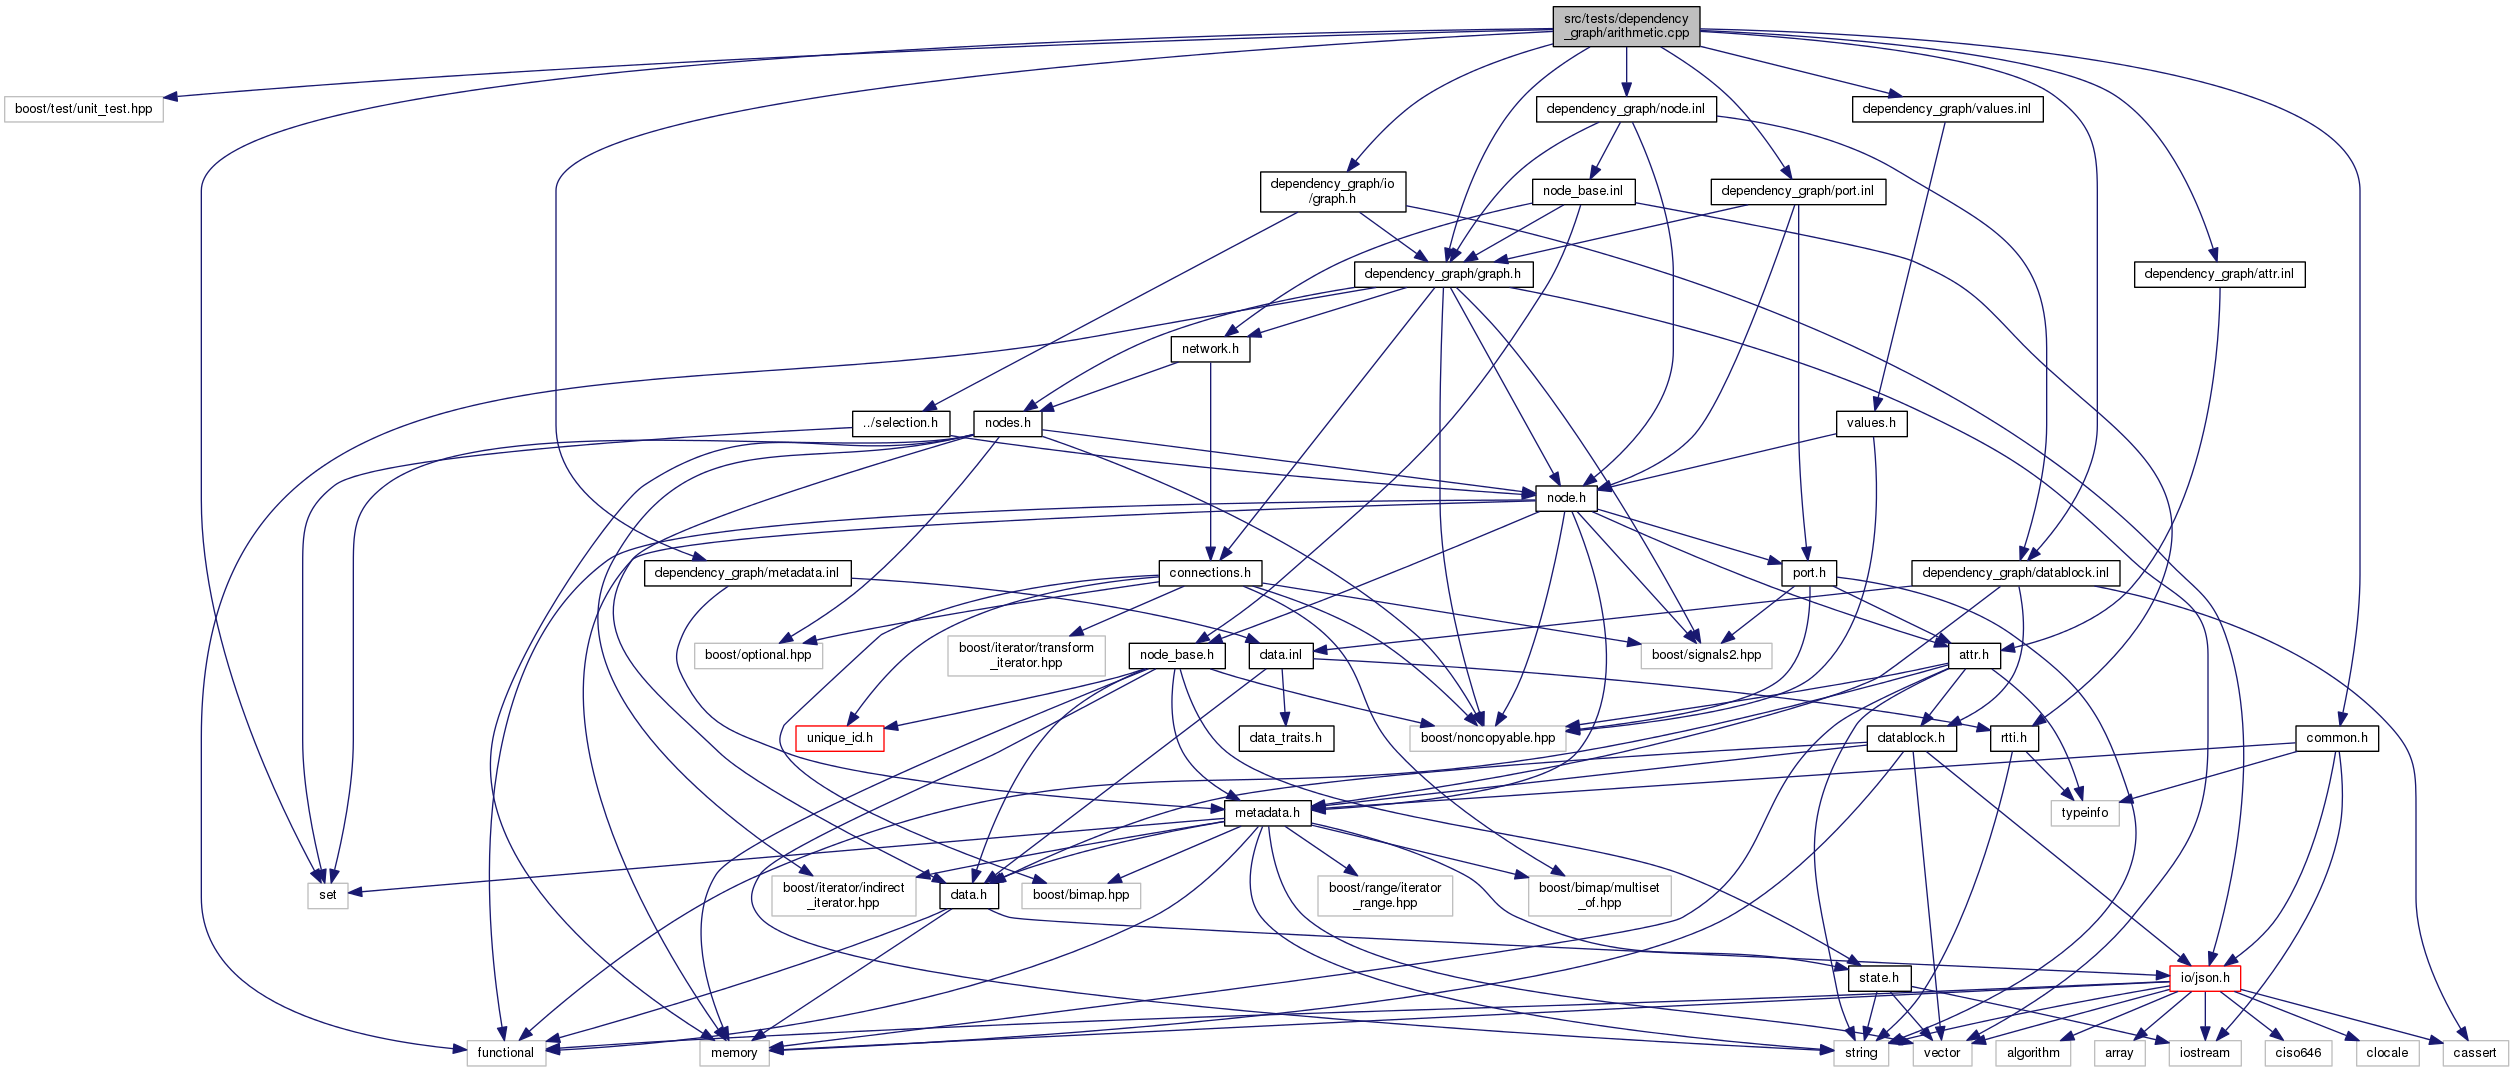 src/tests/dependency
_graph/arithmetic.cpp
boost/test/unit_test.hpp
dependency_graph/node.inl
dependency_graph/values.inl
dependency_graph/io
/graph.h
node_base.inl
dependency_graph/port.inl
dependency_graph/graph.h
dependency_graph/attr.inl
network.h
../selection.h
nodes.h
values.h
node.h
dependency_graph/metadata.inl
connections.h
port.h
dependency_graph/datablock.inl
boost/optional.hpp
boost/iterator/transform
_iterator.hpp
node_base.h
data.inl
boost/signals2.hpp
attr.h
unique_id.h
data_traits.h
boost/noncopyable.hpp
datablock.h
rtti.h
common.h
metadata.h
typeinfo
set
boost/iterator/indirect
_iterator.hpp
data.h
boost/bimap.hpp
boost/range/iterator
_range.hpp
boost/bimap/multiset
_of.hpp
state.h
io/json.h
functional
memory
string
vector
algorithm
array
iostream
ciso646
clocale
cassert